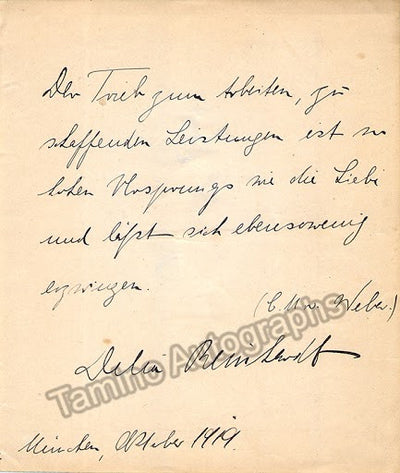 Der Trieb zum Arbeiten, zu
schaffenden Leistungen ist so
hohen Ursprungs wie die Liebe
und läßt sich ebensowenig
erzwingen.
(C. M. v. Weber.)
Delia Reinhardt
Tamino Autographs
München, Oktober 1919.